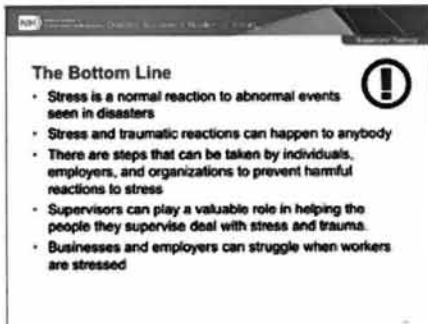 NIH
The Bottom Line
• Stress is a normal reaction to abnormal events
seen in disasters
• Stress and traumatic reactions can happen to anybody
• There are steps that can be taken by individuals,
employers, and organizations to prevent harmful
reactions to stress
• Supervisors can play a valuable role in helping the
people they supervise deal with stress and trauma.
• Businesses and employers can struggle when workers
are stressed